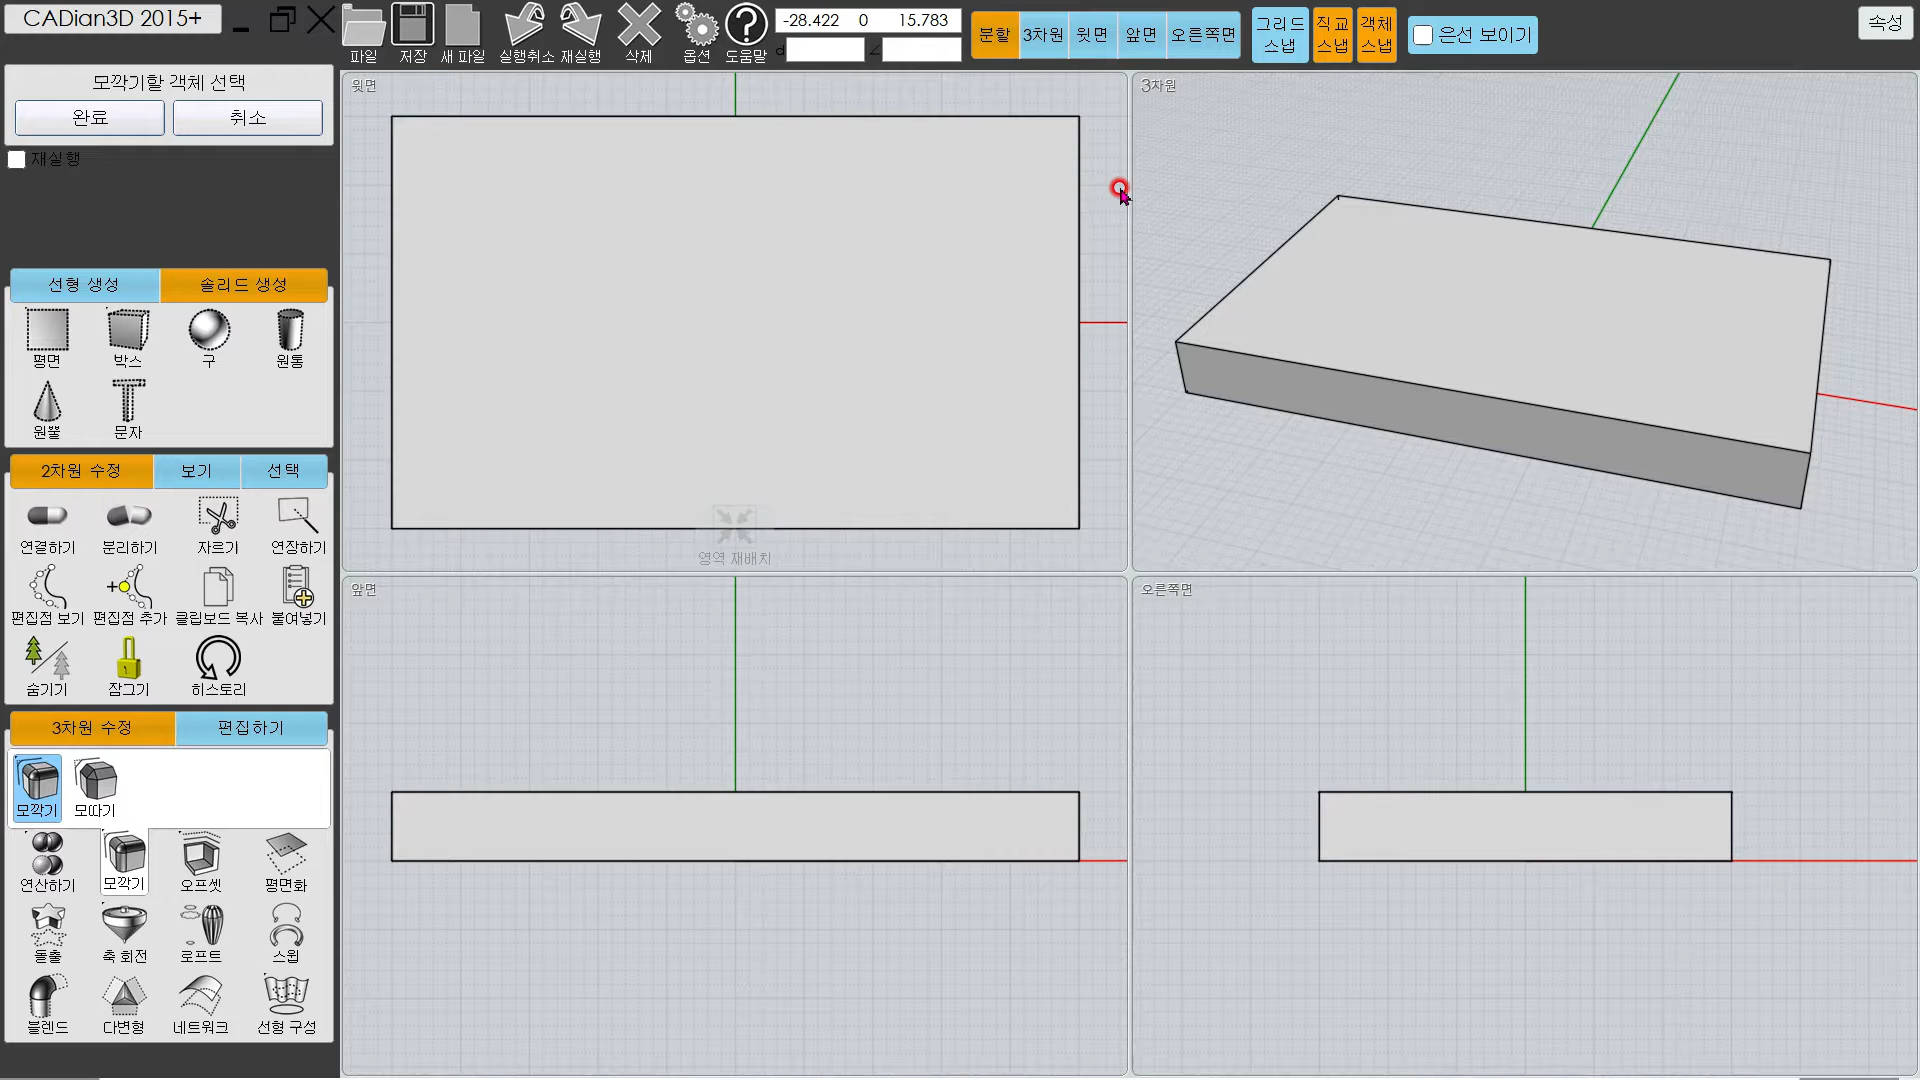 CADian3D 2015+
파일
저장
새 파일
실행취소
재실행
삭제
옵션
도움말
-28.422 0 15.783
d
∠
분할
3차원
윗면
앞면
오른쪽면
그리드
스냅
직교
스냅
객체
스냅
은선 보이기
속성
모깍기할 객체 선택
완료
취소
재실행
선형 생성
솔리드 생성
평면
박스
구
원통
원뿔
문자
2차원 수정
보기
선택
연결하기
분리하기
자르기
연장하기
편집점 보기
편집점 추가
클립보드 복사
붙여넣기
숨기기
잠그기
히스토리
3차원 수정
편집하기
모깍기
모따기
연산하기
모깍기
오프셋
평면화
돌출
축 회전
로프트
스윕
블렌드
다변형
네트워크
선형 구성
윗면
영역 재배치
3차원
앞면
오른쪽면